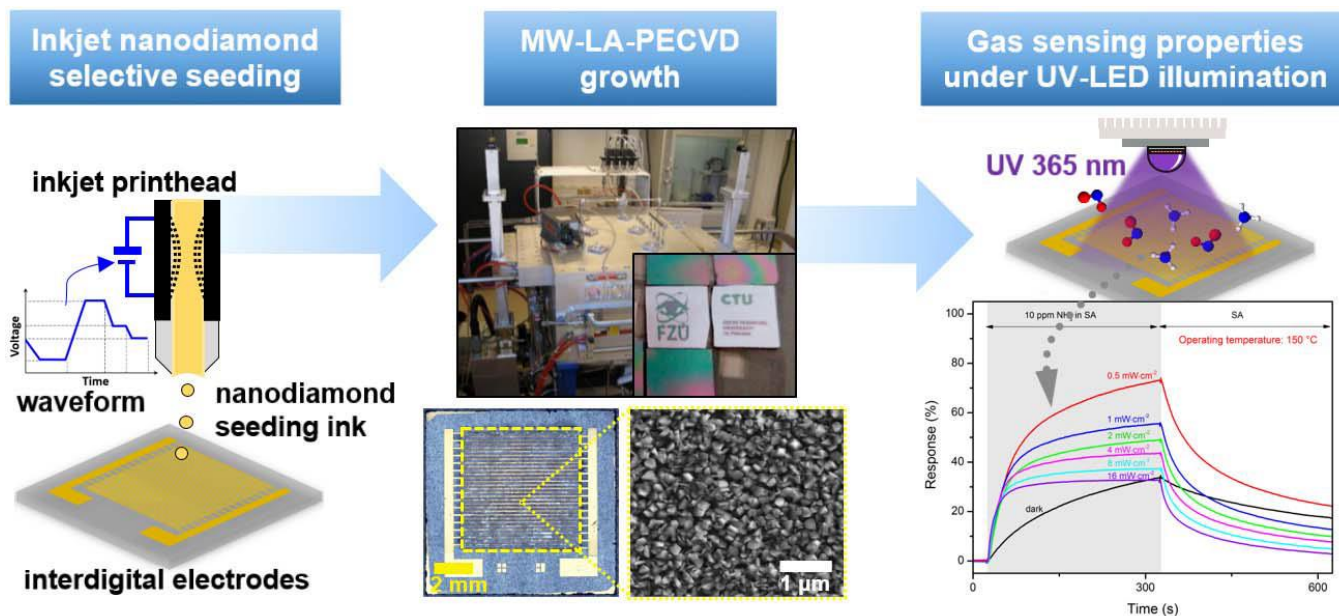 Inkjet nanodiamond
selective seeding
MW-LA-PECVD
growth
Gas sensing properties
under UV-LED illumination
inkjet printhead
Voltage
Time
waveform
nanodiamond
seeding ink
interdigital electrodes
FZU
CTU
2 mm
1 µm
UV 365 nm
100
80
60
40
20
0
Response (%)
10 ppm NH₃ in SA
SA
Operating temperature: 150 °C
0.5 mW·cm⁻²
1 mW·cm⁻²
2 mW·cm⁻²
4 mW·cm⁻²
8 mW·cm⁻²
16 mW·cm⁻²
dark
0
300
600
Time (s)